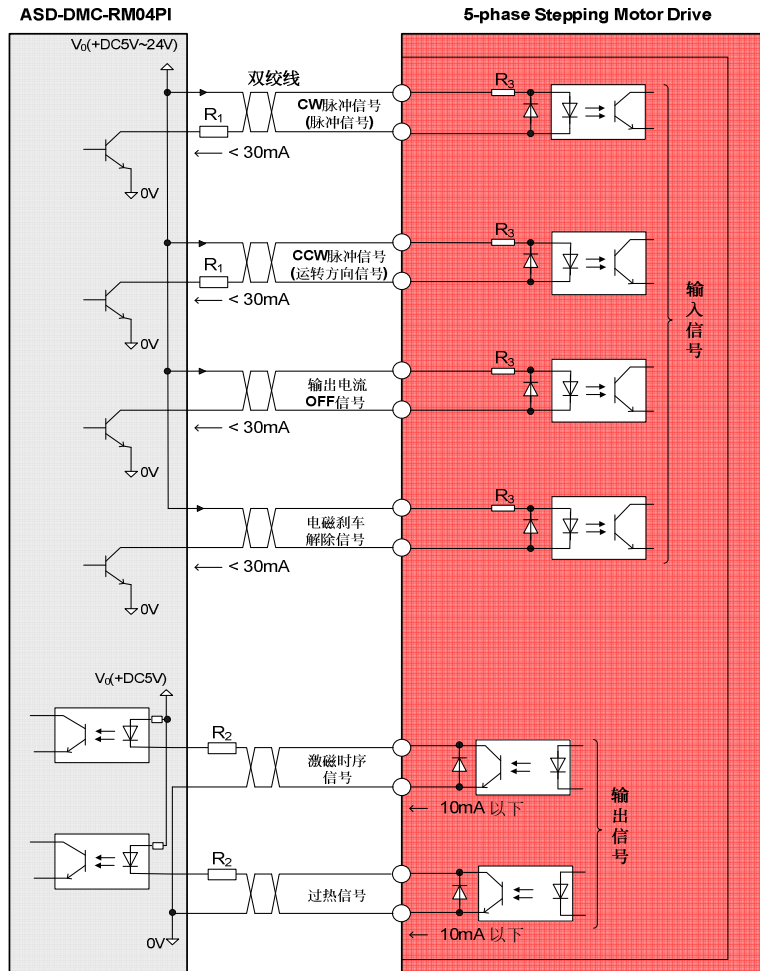 ASD-DMC-RM04PI
5-phase Stepping Motor Drive
V₀(+DC5V~24V)
双绞线
R₃
CW脉冲信号
(脉冲信号)
R₁
< 30mA
0V
R₃
CCW脉冲信号
(运转方向信号)
R₁
< 30mA
0V
输入信号
R₃
输出电流
OFF信号
< 30mA
0V
R₃
电磁刹车
解除信号
< 30mA
0V
V₀(+DC5V)
R₂
激磁时序
信号
10mA 以下
输出信号
R₂
过热信号
10mA 以下
0V